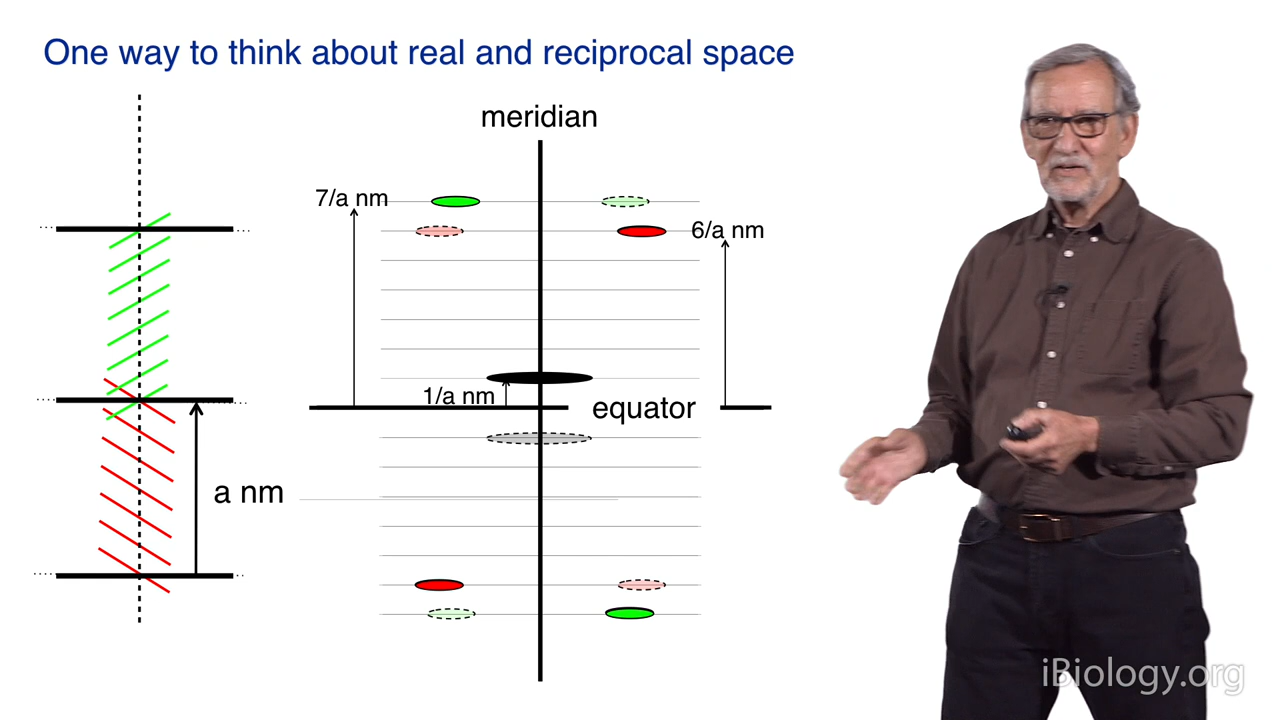 One way to think about real and reciprocal space
meridian
7/a nm
6/a nm
1/a nm
equator
a nm
iBiology.org